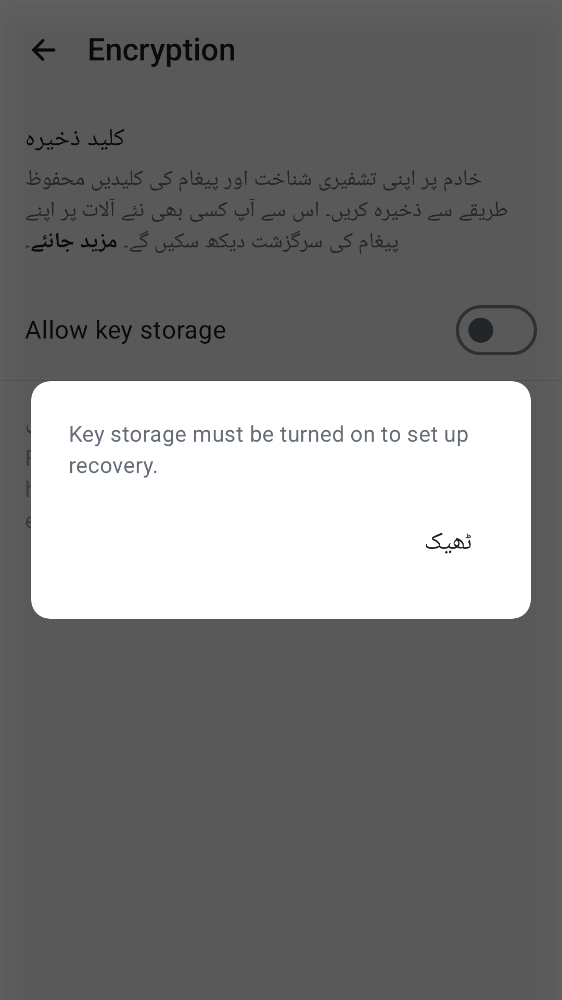 Encryption
کلید ذخیرہ
خادم پر اپنی تشفیری شناخت اور پیغام کی کلیدیں محفوظ
طریقے سے ذخیرہ کریں۔ اس سے آپ کسی بھی نئے آلات پر اپنے
پیغام کی سرگزشت دیکھ سکیں گے۔ مزید جانئے۔
Allow key storage
Key storage must be turned on to set up
recovery.
ٹھیک